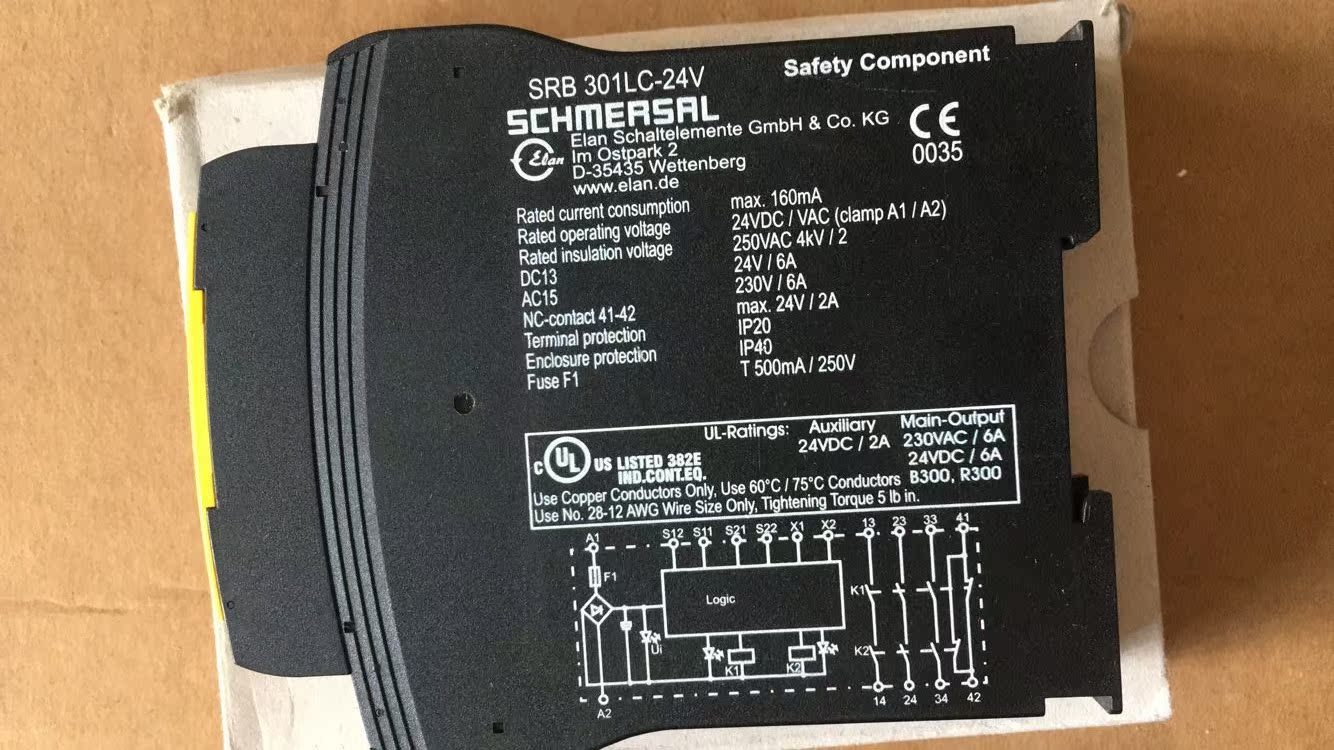 SRB 301LC-24V
Safety Component
SCHMERSAL
Elan
Elan Schaltelemente GmbH & Co. KG
Im Ostpark 2
D-35435 Wettenberg
www.elan.de
CE
0035
Rated current consumption max. 160mA
Rated operating voltage 24VDC / VAC (clamp A1 / A2)
Rated insulation voltage 250VAC 4kV / 2
DC13 24V / 6A
AC15 230V / 6A
NC-contact 41-42 max. 24V / 2A
Terminal protection IP20
Enclosure protection IP40
Fuse F1 T 500mA / 250V
UL-Ratings: Auxiliary Main-Output
24VDC / 2A 230VAC / 6A
24VDC / 6A
B300, R300
C UL US LISTED 382E
IND.CONT.EQ.
Use Copper Conductors Only, Use 60°C / 75°C Conductors
Use No. 28-12 AWG Wire Size Only, Tightening Torque 5 lb in.
A1 S12 S11 S21 S22 X1 X2 13 23 33 41
F1
Logic
K1
Ui
K1 K2
K2
A2 14 24 34 42